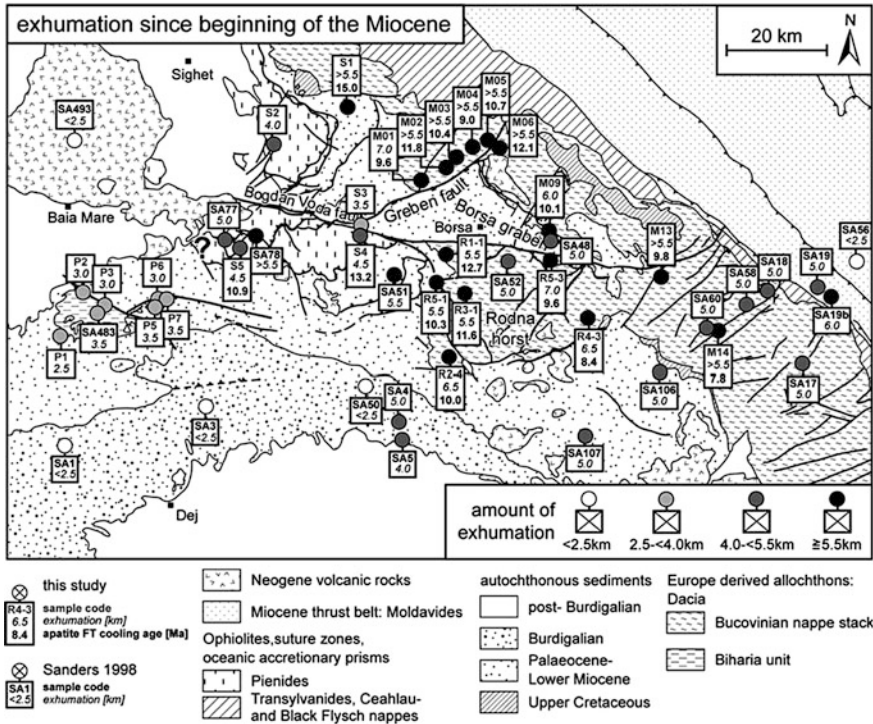 exhumation since beginning of the Miocene
20 km
N
Sighet
S1
>5.5
15.0
M05
>5.5
10.7
M04
>5.5
9.0
M03
>5.5
10.4
M02
>5.5
11.8
M01
7.0
9.6
M06
>5.5
12.1
SA493
<2.5
S2
4.0
Baia Mare
Bogdan Voda fault
Greben fault
Borsa graben
Borsa
S3
3.5
M09
6.0
10.1
SA77
5.0
?
S5
4.5
10.9
SA78
>5.5
S4
4.5
13.2
SA51
5.5
R1-1
5.5
12.7
SA52
5.0
SA48
5.0
R5-3
7.0
9.6
M13
>5.5
9.8
SA56
<2.5
SA19
5.0
SA18
5.0
SA58
5.0
SA60
5.0
SA19b
6.0
P2
3.0
P3
3.0
P6
3.0
P7
3.5
P5
3.5
SA483
3.5
P1
2.5
R5-1
5.5
10.3
R3-1
5.5
11.6
Rodna
horst
R4-3
6.5
8.4
M14
>5.5
7.8
SA17
5.0
R2-4
6.5
10.0
SA106
5.0
SA50
<2.5
SA4
5.0
SA5
4.0
SA107
5.0
SA3
<2.5
SA1
<2.5
Dej
amount of
exhumation
<2.5km
2.5-<4.0km
4.0-<5.5km
≧5.5km
this study
R4-3 sample code
6.5 exhumation [km]
8.4 apatite FT cooling age [Ma]
Sanders 1998
SA1 sample code
<2.5 exhumation [km]
Neogene volcanic rocks
Miocene thrust belt: Moldavides
Ophiolites,suture zones,
oceanic accretionary prisms
Pienides
Transylvanides, Ceahlau-
and Black Flysch nappes
autochthonous sediments
post- Burdigalian
Burdigalian
Palaeocene-
Lower Miocene
Upper Cretaceous
Europe derived allochthons:
Dacia
Bucovinian nappe stack
Biharia unit